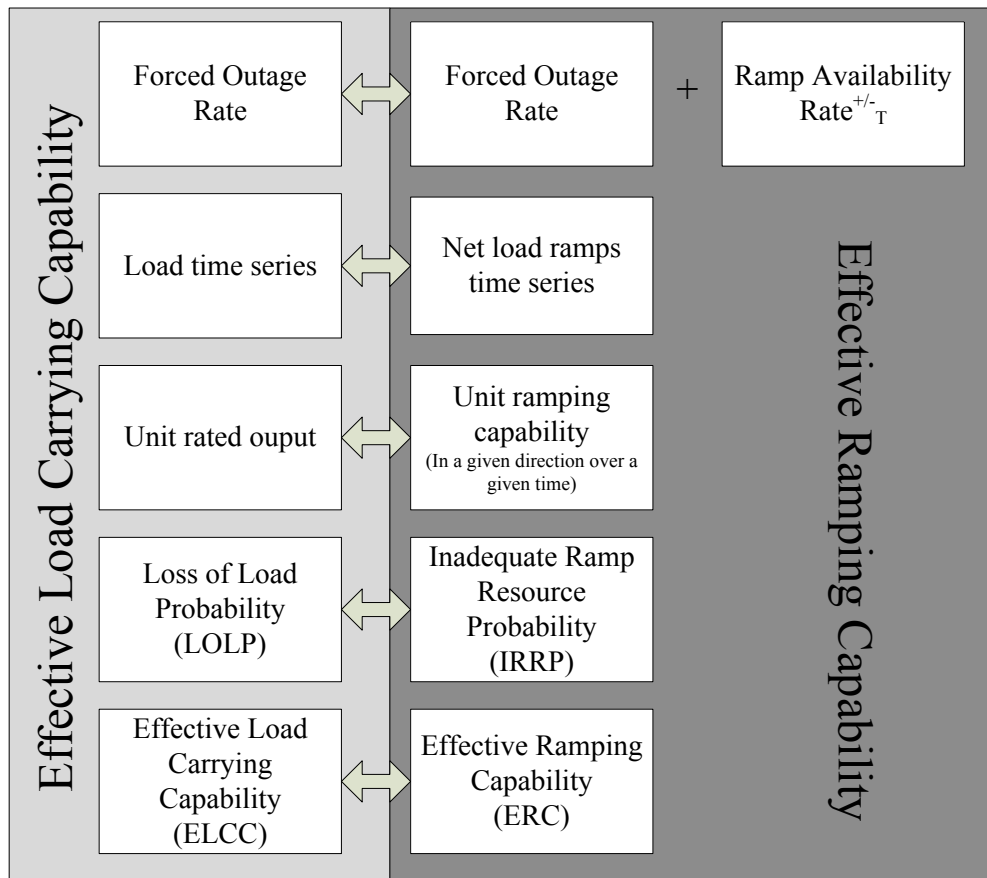 Effective Load Carrying Capability
Forced Outage
Rate
Forced Outage
Rate
+
Ramp Availability
Rate+/-T
Load time series
Net load ramps
time series
Unit rated ouput
Unit ramping
capability
(In a given direction over a
given time)
Loss of Load
Probability
(LOLP)
Inadequate Ramp
Resource
Probability
(IRRP)
Effective Load
Carrying
Capability
(ELCC)
Effective Ramping
Capability
(ERC)
Effective Ramping Capability